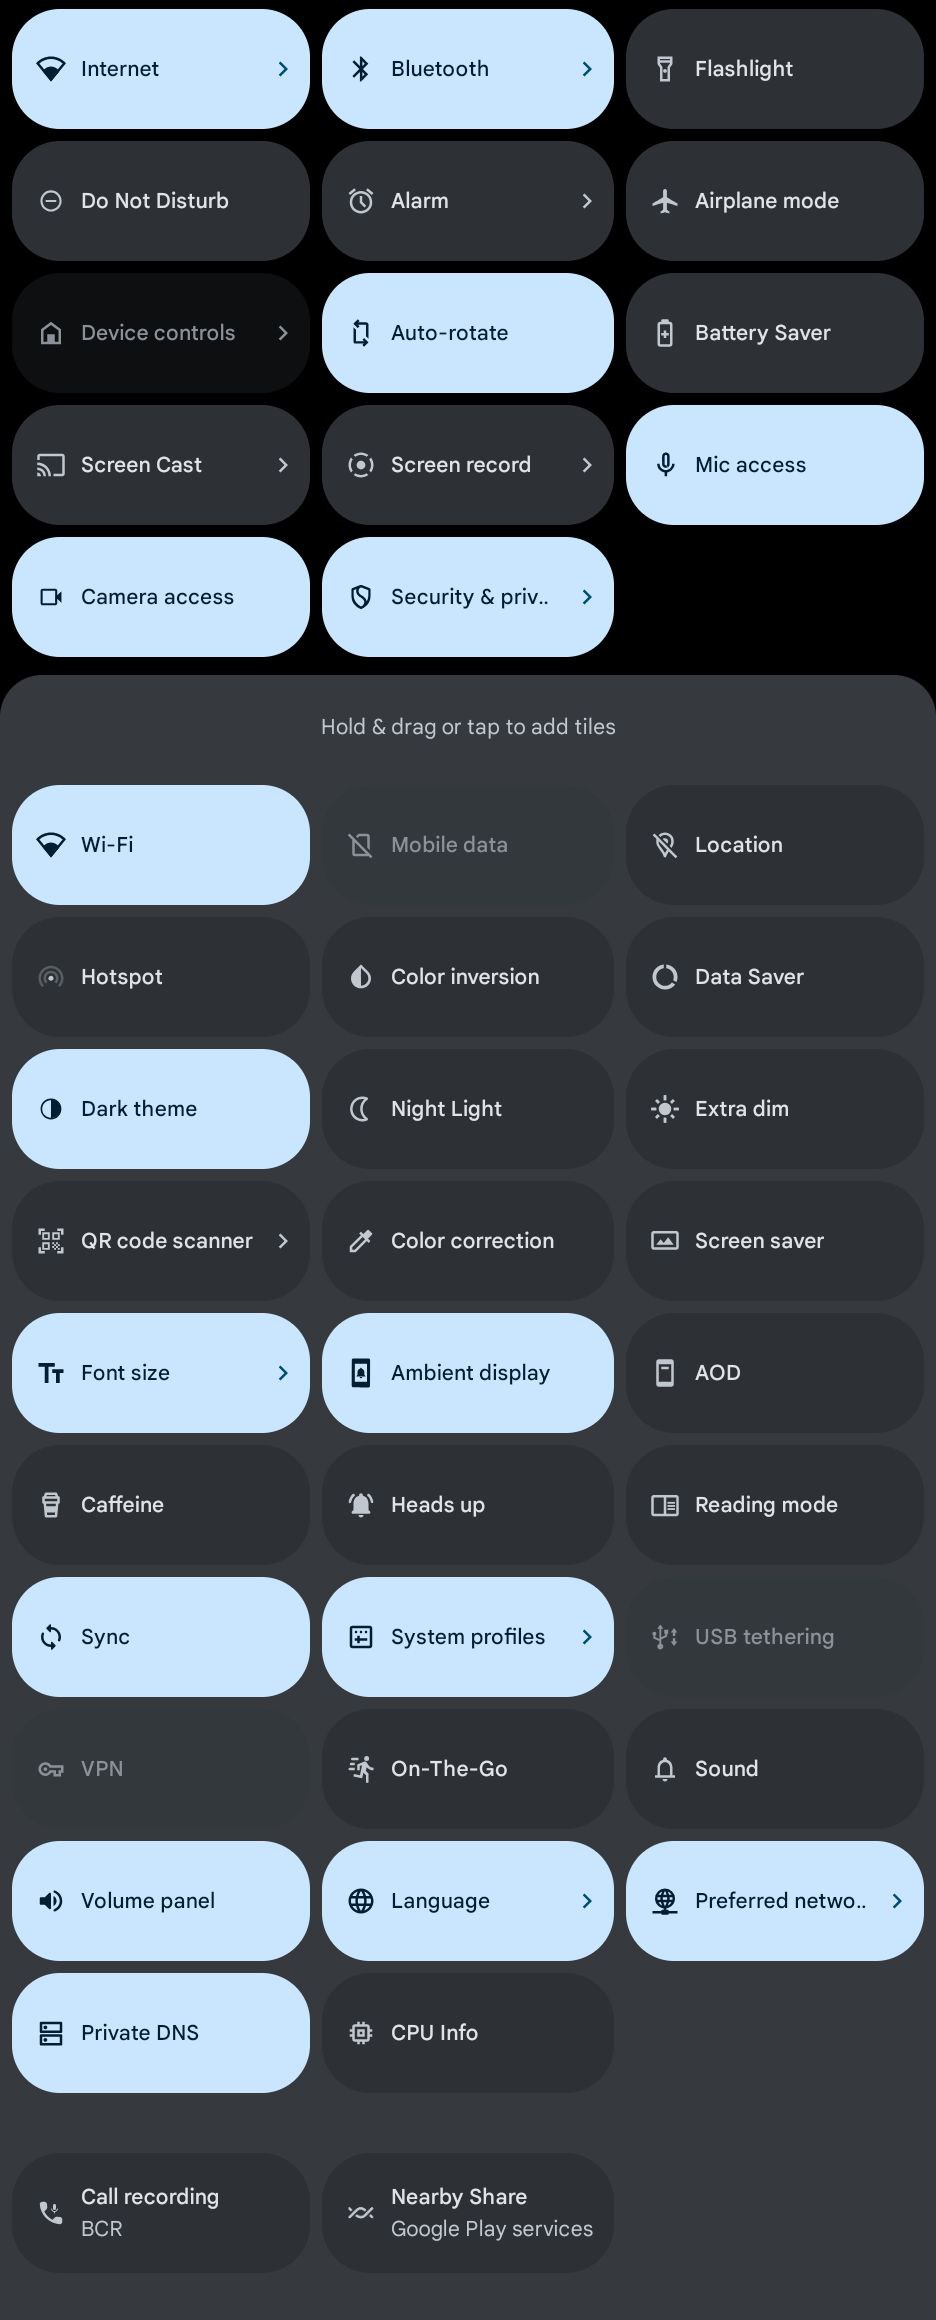 Internet
Bluetooth
Flashlight
Do Not Disturb
Alarm
Airplane mode
Device controls
Auto-rotate
Battery Saver
Screen Cast
Screen record
Mic access
Camera access
Security & priv..
Hold & drag or tap to add tiles
Wi-Fi
Mobile data
Location
Hotspot
Color inversion
Data Saver
Dark theme
Night Light
Extra dim
QR code scanner
Color correction
Screen saver
Font size
Ambient display
AOD
Caffeine
Heads up
Reading mode
Sync
System profiles
USB tethering
VPN
On-The-Go
Sound
Volume panel
Language
Preferred netwo..
Private DNS
CPU Info
Call recording
BCR
Nearby Share
Google Play services